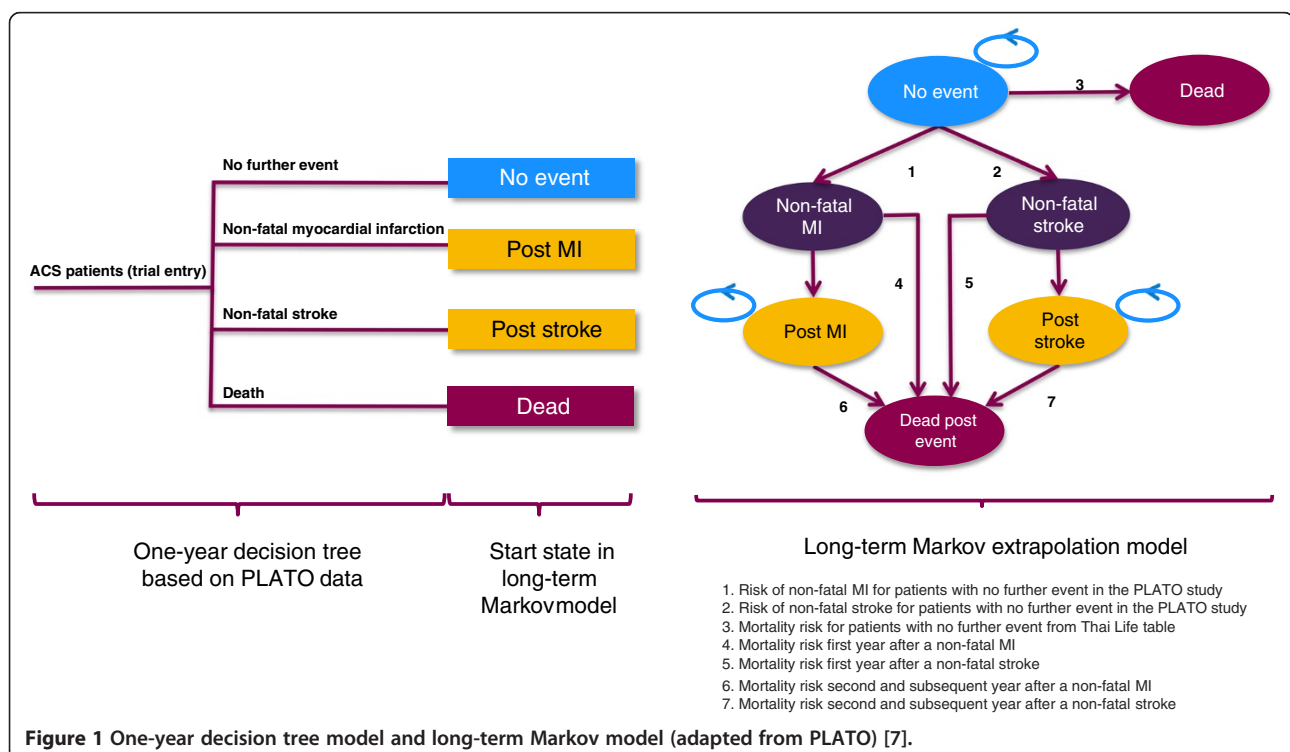 No further event
No event
Non-fatal myocardial infarction
Post MI
ACS patients (trial entry)
Non-fatal stroke
Post stroke
Death
Dead
One-year decision tree
based on PLATO data
Start state in
long-term
Markovmodel
No event
3
Dead
1
2
Non-fatal
MI
Non-fatal
stroke
4
5
Post MI
Post
stroke
6
7
Dead post
event
Long-term Markov extrapolation model
1. Risk of non-fatal MI for patients with no further event in the PLATO study
2. Risk of non-fatal stroke for patients with no further event in the PLATO study
3. Mortality risk for patients with no further event from Thai Life table
4. Mortality risk first year after a non-fatal MI
5. Mortality risk first year after a non-fatal stroke
6. Mortality risk second and subsequent year after a non-fatal MI
7. Mortality risk second and subsequent year after a non-fatal stroke
Figure 1 One-year decision tree model and long-term Markov model (adapted from PLATO) [7].